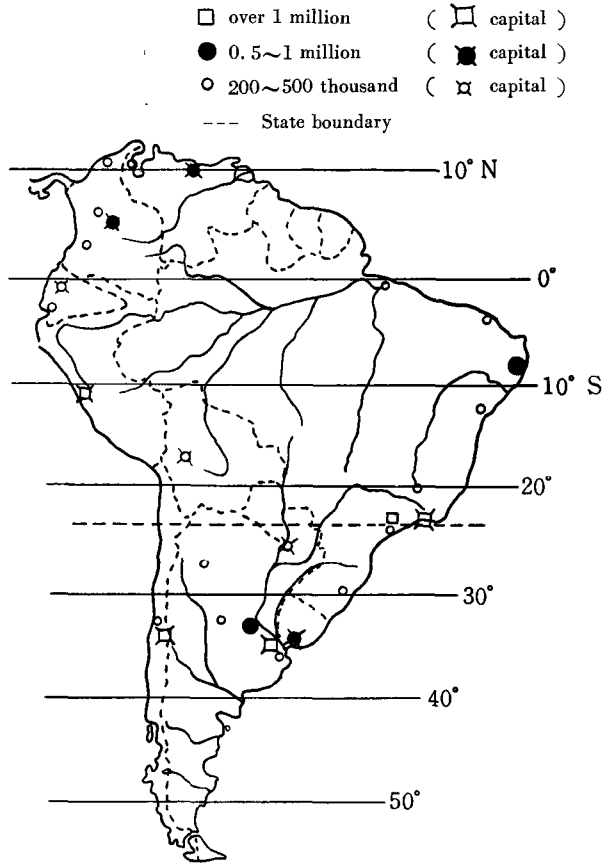 over 1 million ( capital )
0.5~1 million ( capital )
200~500 thousand ( capital )
--- State boundary
10° N
0°
10° S
20°
30°
40°
50°